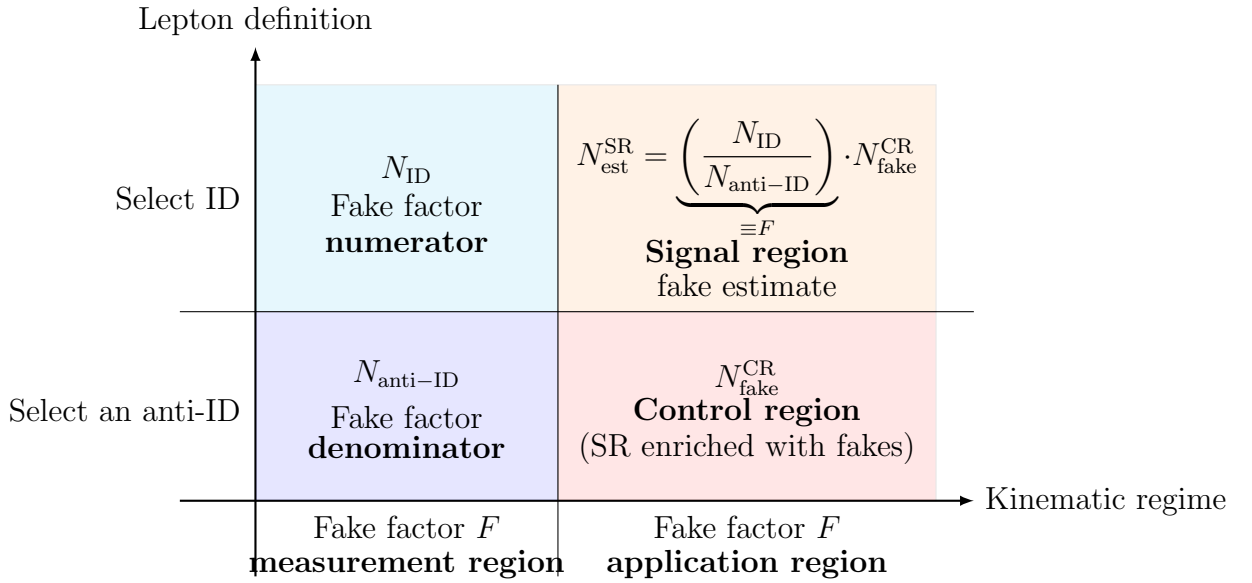 Lepton definition
Select ID
N_ID
Fake factor
numerator
N_est^SR = (N_ID / N_anti−ID) · N_fake^CR
≡F
Signal region
fake estimate
Select an anti-ID
N_anti−ID
Fake factor
denominator
N_fake^CR
Control region
(SR enriched with fakes)
Kinematic regime
Fake factor F
measurement region
Fake factor F
application region